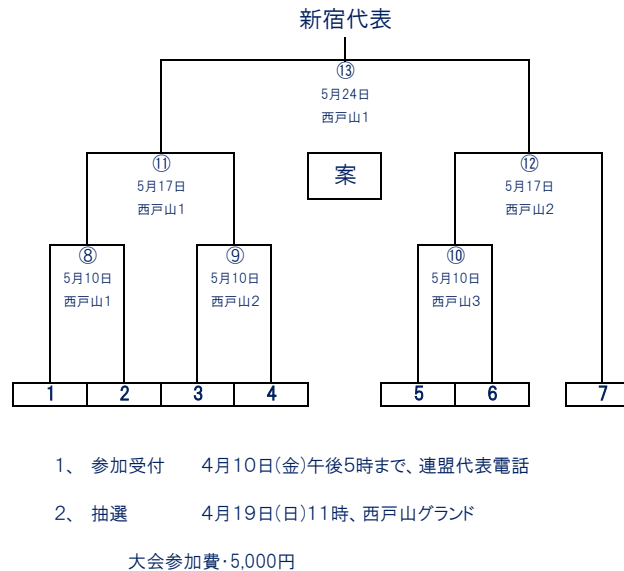 新宿代表
⑬
5月24日
西戸山1
⑪
5月17日
西戸山1
案
⑫
5月17日
西戸山2
⑧
5月10日
西戸山1
⑨
5月10日
西戸山2
⑩
5月10日
西戸山3
1 2 3 4 5 6 7
1、 参加受付 4月10日(金)午後5時まで、連盟代表電話
2、 抽選 4月19日(日)11時、西戸山グランド
大会参加費・5,000円